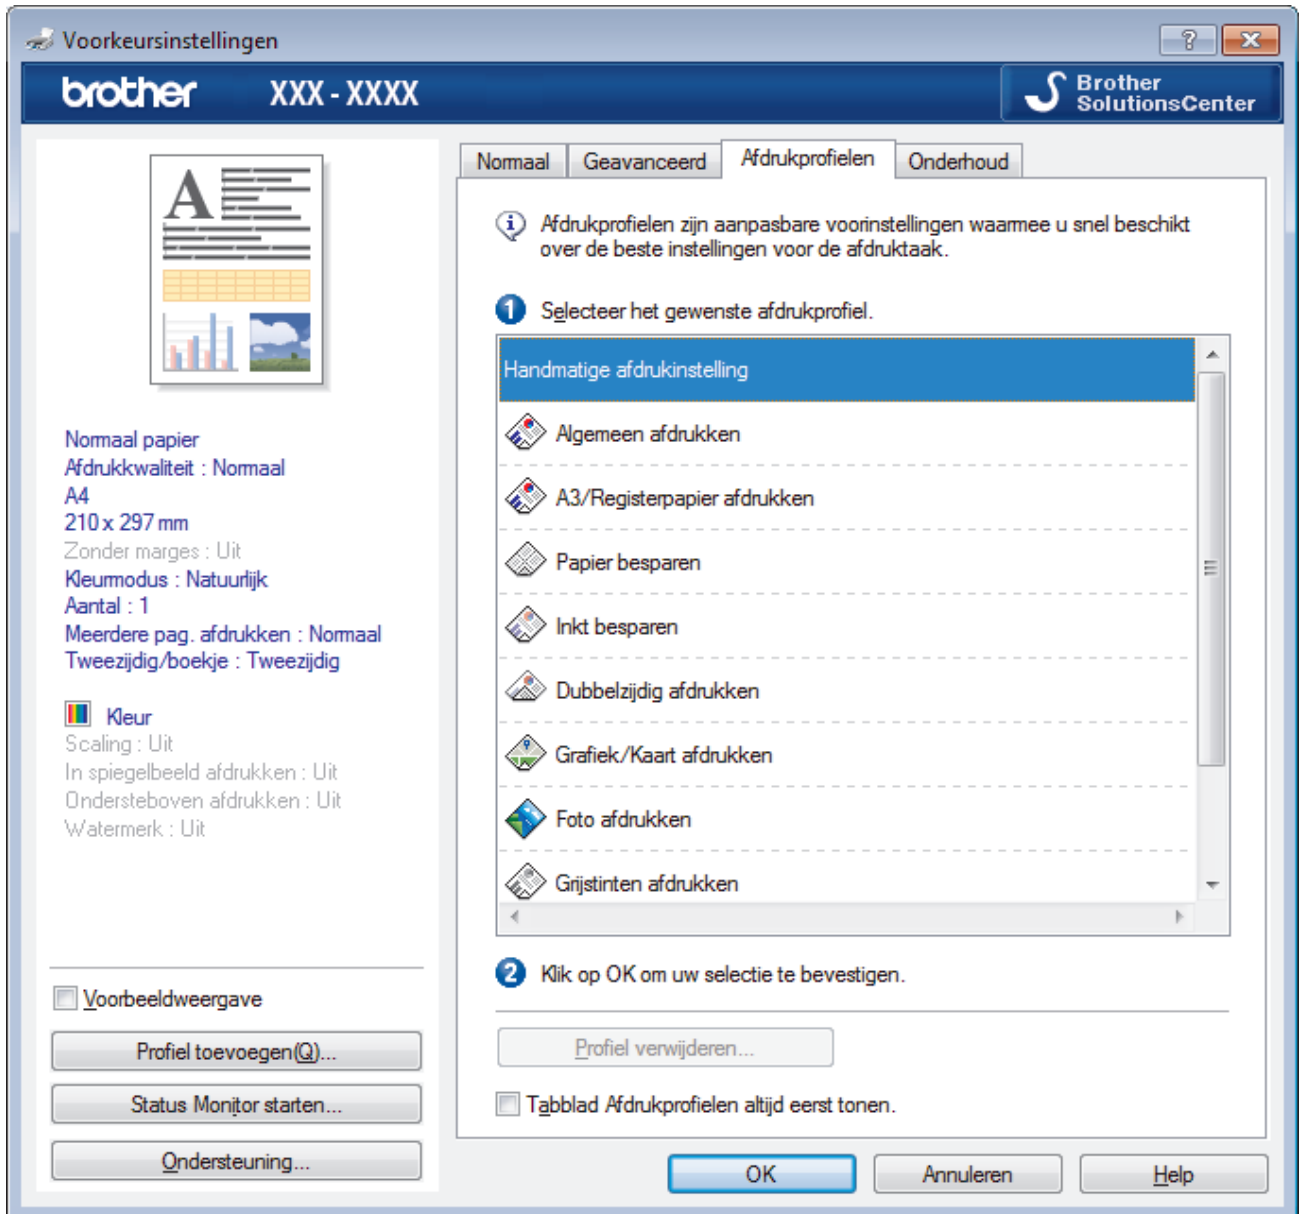 Voorkeursinstellingen
brother XXX - XXXX
Brother
SolutionsCenter
A
Normaal papier
Afdrukkwaliteit : Normaal
A4
210 x 297 mm
Zonder marges : Uit
Kleurmodus : Natuurlijk
Aantal : 1
Meerdere pag. afdrukken : Normaal
Tweezijdig/boekje : Tweezijdig
Kleur
Scaling : Uit
In spiegelbeeld afdrukken : Uit
Ondersteboven afdrukken : Uit
Watermerk : Uit
Voorbeeldweergave
Profiel toevoegen(Q)...
Status Monitor starten...
Ondersteuning...
Normaal Geavanceerd Afdrukprofielen Onderhoud
Afdrukprofielen zijn aanpasbare voorinstellingen waarmee u snel beschikt
over de beste instellingen voor de afdruktaak.
1 Selecteer het gewenste afdrukprofiel.
Handmatige afdrukinstelling
Algemeen afdrukken
A3/Registerpapier afdrukken
Papier besparen
Inkt besparen
Dubbelzijdig afdrukken
Grafiek/Kaart afdrukken
Foto afdrukken
Grijstinten afdrukken
2 Klik op OK om uw selectie te bevestigen.
Profiel verwijderen...
Tabblad Afdrukprofielen altijd eerst tonen.
OK Annuleren Help